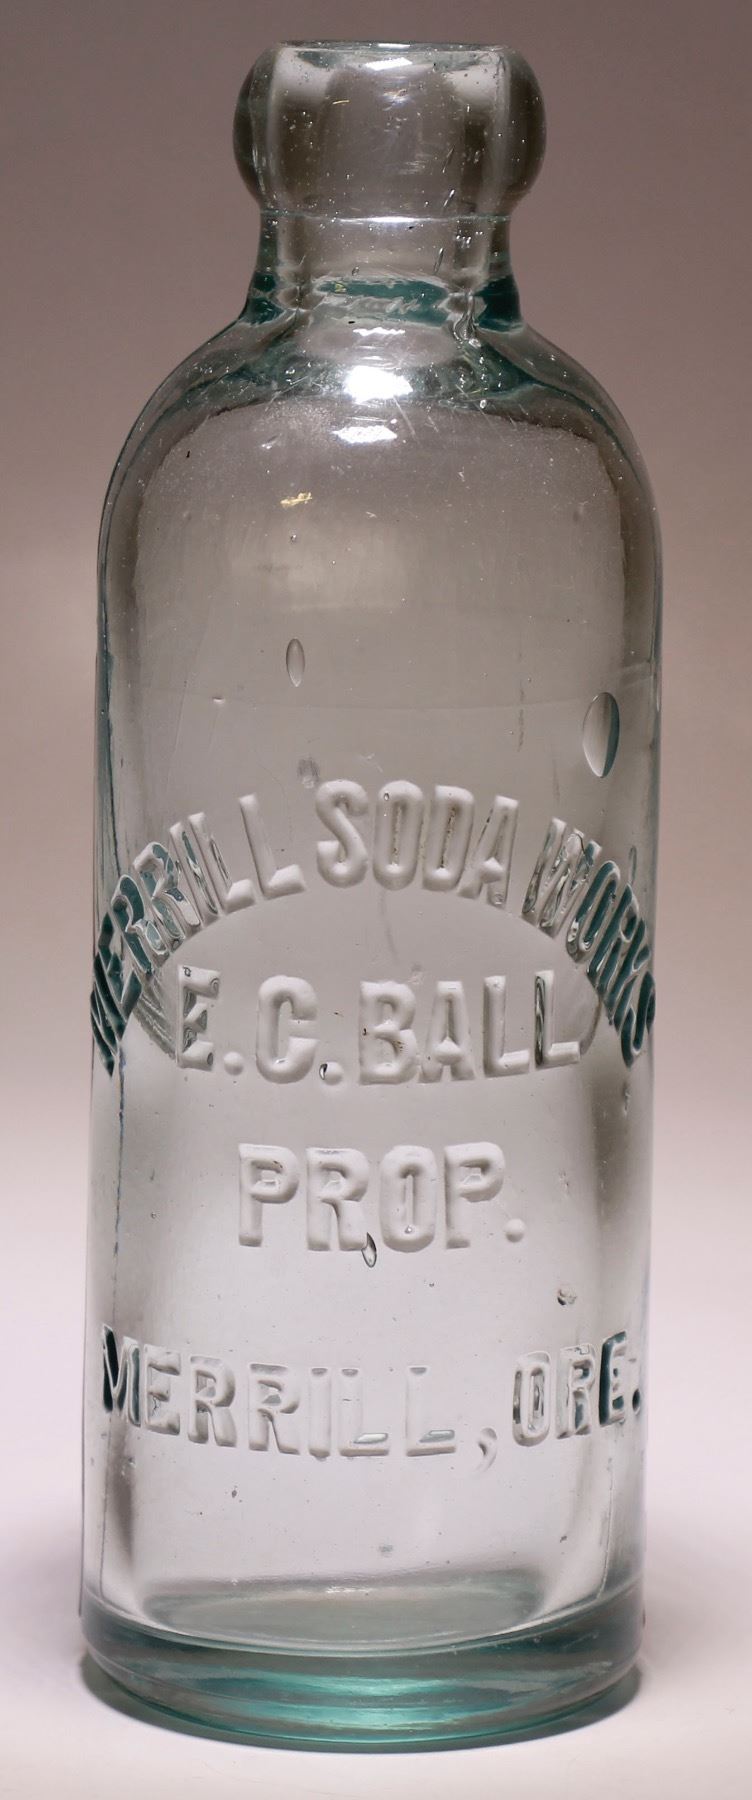 MERRILL SODA WORKS
E.C.BALL
PROP.
MERRILL, ORE.